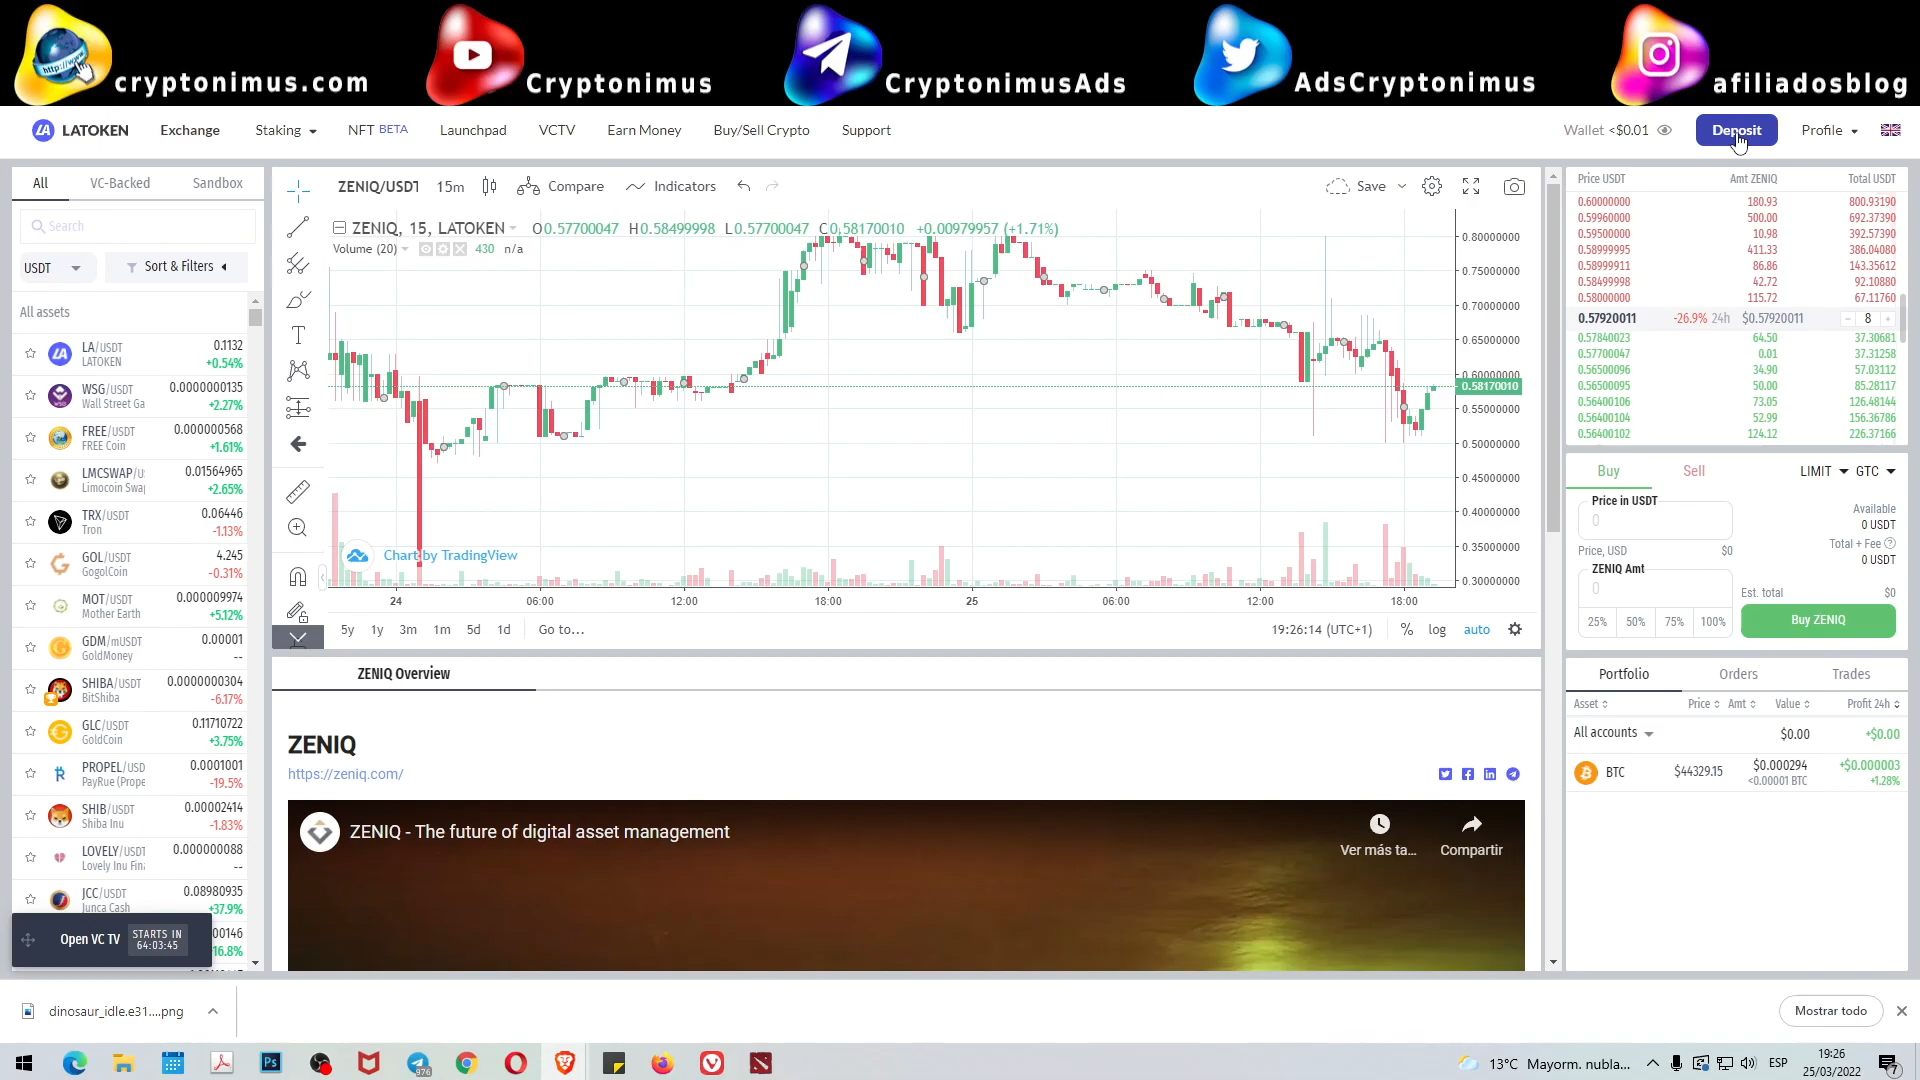 cryptonimus.com
Cryptonimus
CryptonimusAds
AdsCryptonimus
afiliadosblog
LATOKEN Exchange Staking NFT BETA Launchpad VCTV Earn Money Buy/Sell Crypto Support Wallet <$0.01 Deposit Profile
All VC-Backed Sandbox
Search
USDT Sort & Filters
All assets
LA/USDT 0.1132
LATOKEN +0.54%
WSG/USDT 0.0000000135
Wall Street Ga +2.27%
FREE/USDT 0.000000568
FREE Coin +1.61%
LMCSWAP/U 0.01564965
Limocoin Swa +2.65%
TRX/USDT 0.06446
Tron -1.13%
GOL/USDT 4.245
GogolCoin -0.31%
MOT/USDT 0.000009974
Mother Earth +5.12%
GDM/mUSDT 0.00001
GoldMoney --
SHIBA/USDT 0.0000000304
BitShiba -6.17%
GLC/USDT 0.11710722
GoldCoin +3.75%
PROPEL/USD 0.0001001
PayRue (Prope -19.5%
SHIB/USDT 0.00002414
Shiba Inu -1.83%
LOVELY/USDT 0.000000088
Lovely Inu Fin --
JCC/USDT 0.08980935
Junca Cash +37.9%
00146
16.8%
Open VC TV STARTS IN
64:03:45
ZENIQ/USDT 15m Compare Indicators Save
ZENIQ, 15, LATOKEN O0.57700047 H0.58499998 L0.57700047 C0.58170010 +0.00979957 (+1.71%)
Volume (20) 430 n/a
0.80000000
0.75000000
0.70000000
0.65000000
0.60000000
0.58170010
0.55000000
0.50000000
0.45000000
0.40000000
0.35000000
0.30000000
Chart by TradingView
24 06:00 12:00 18:00 25 06:00 12:00 18:00
5y 1y 3m 1m 5d 1d Go to... 19:26:14 (UTC+1) % log auto
ZENIQ Overview
ZENIQ
https://zeniq.com/
ZENIQ - The future of digital asset management
Ver más ta... Compartir
Price USDT Amt ZENIQ Total USDT
0.60000000 180.93 800.93190
0.59960000 500.00 692.37390
0.59500000 10.98 392.57390
0.58999995 411.33 386.04080
0.58999911 86.86 143.35612
0.58499998 42.72 92.10880
0.58000000 115.72 67.11760
0.57920011 -26.9% 24h $0.57920011 - 8 +
0.57840023 64.50 37.30681
0.57700047 0.01 37.31258
0.56500096 34.90 57.03112
0.56500095 50.00 85.28117
0.56400106 73.05 126.48144
0.56400104 52.99 156.36786
0.56400102 124.12 226.37166
Buy Sell LIMIT GTC
Price in USDT
0
Available
0 USDT
Price, USD $0
Total + Fee ?
0 USDT
ZENIQ Amt
0
Est. total $0
25% 50% 75% 100%
Buy ZENIQ
Portfolio Orders Trades
Asset Price Amt Value Profit 24h
All accounts $0.00 +$0.00
BTC $44329.15 $0.000294 +$0.000003
<0.00001 BTC +1.28%
dinosaur_idle.e31....png
Mostrar todo
Ps
976
13°C Mayorm. nubla... ESP 19:26
25/03/2022
7